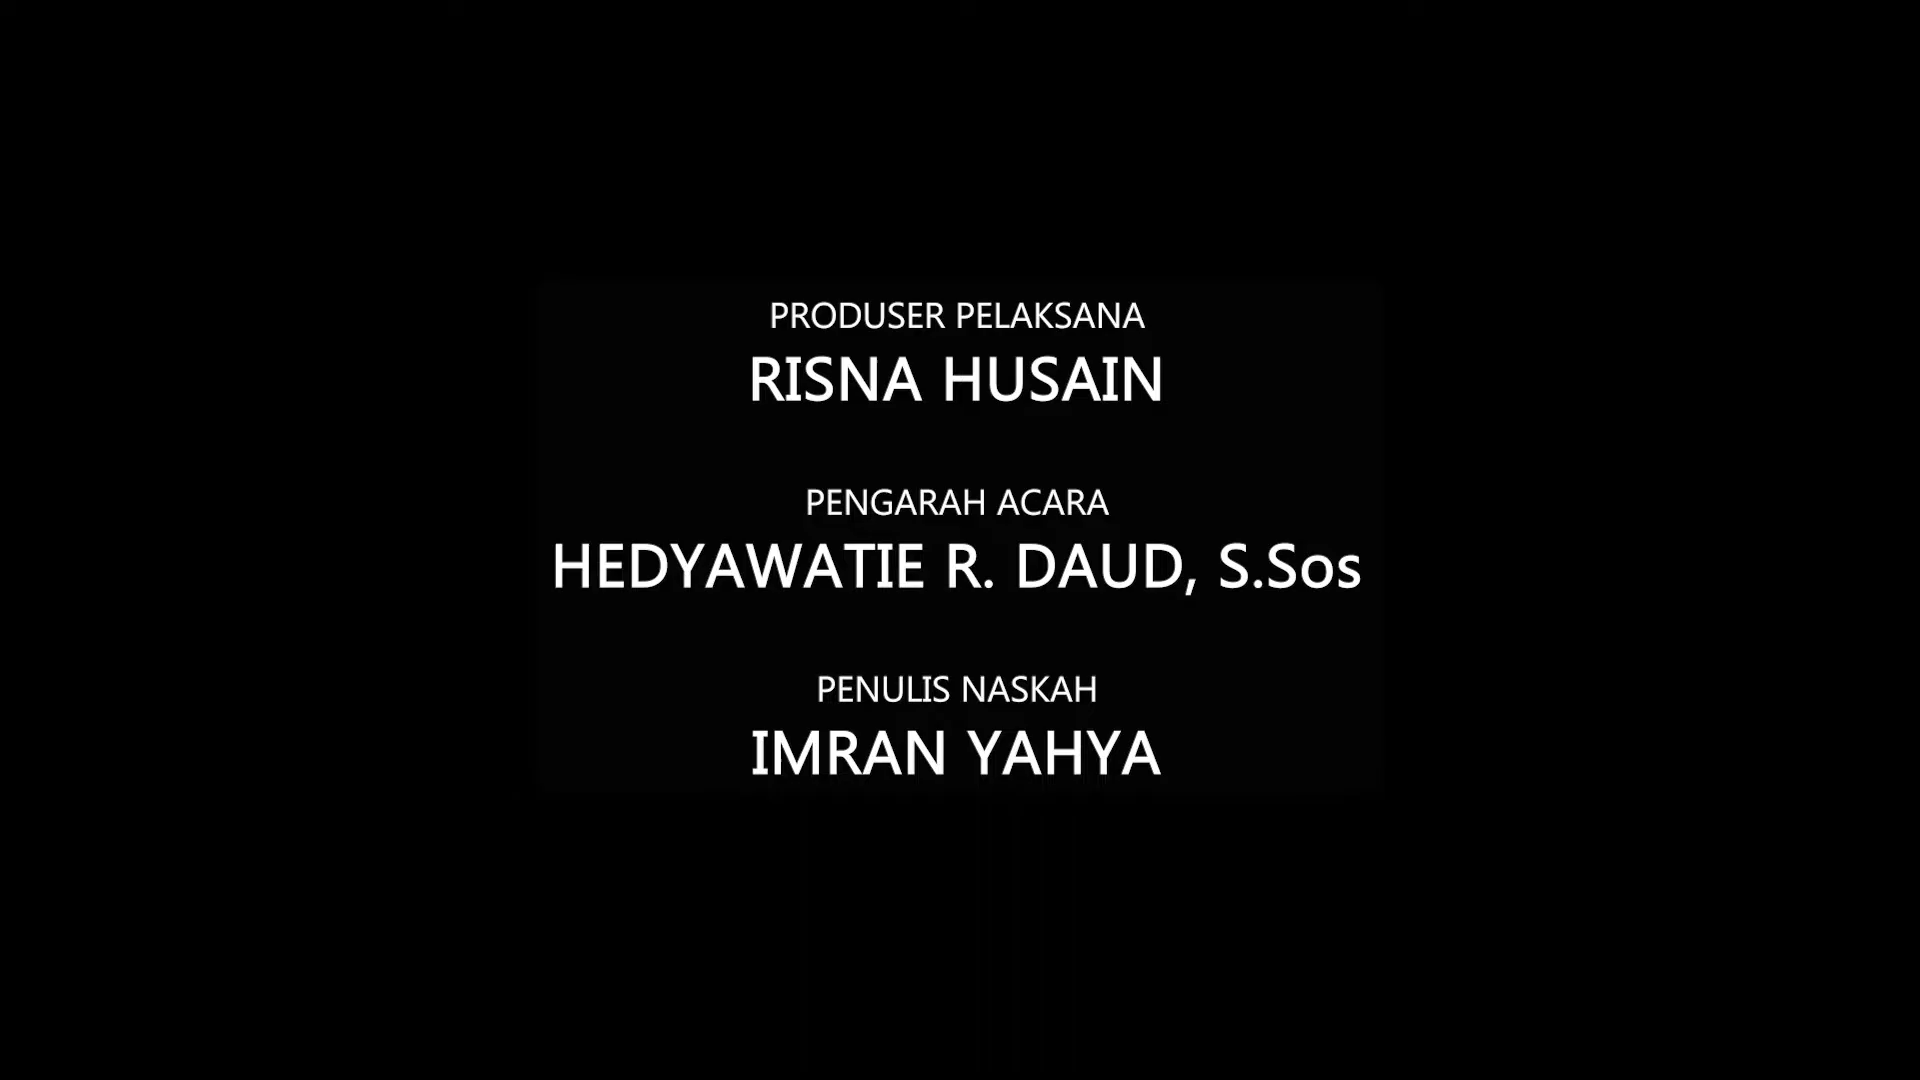 PRODUSER PELAKSANA
RISNA HUSAIN
PENGARAH ACARA
HEDYAWATIE R. DAUD, S.Sos
PENULIS NASKAH
IMRAN YAHYA